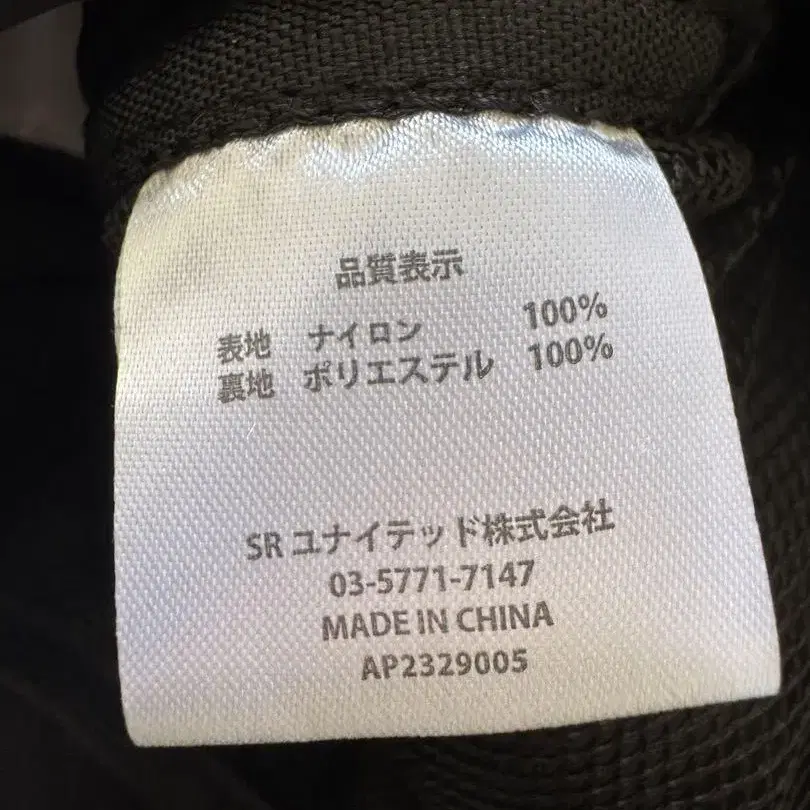 品質表示
表地 ナイロン 100%
裏地 ポリエステル 100%
SR ユナイテッド株式会社
03-5771-7147
MADE IN CHINA
AP2329005